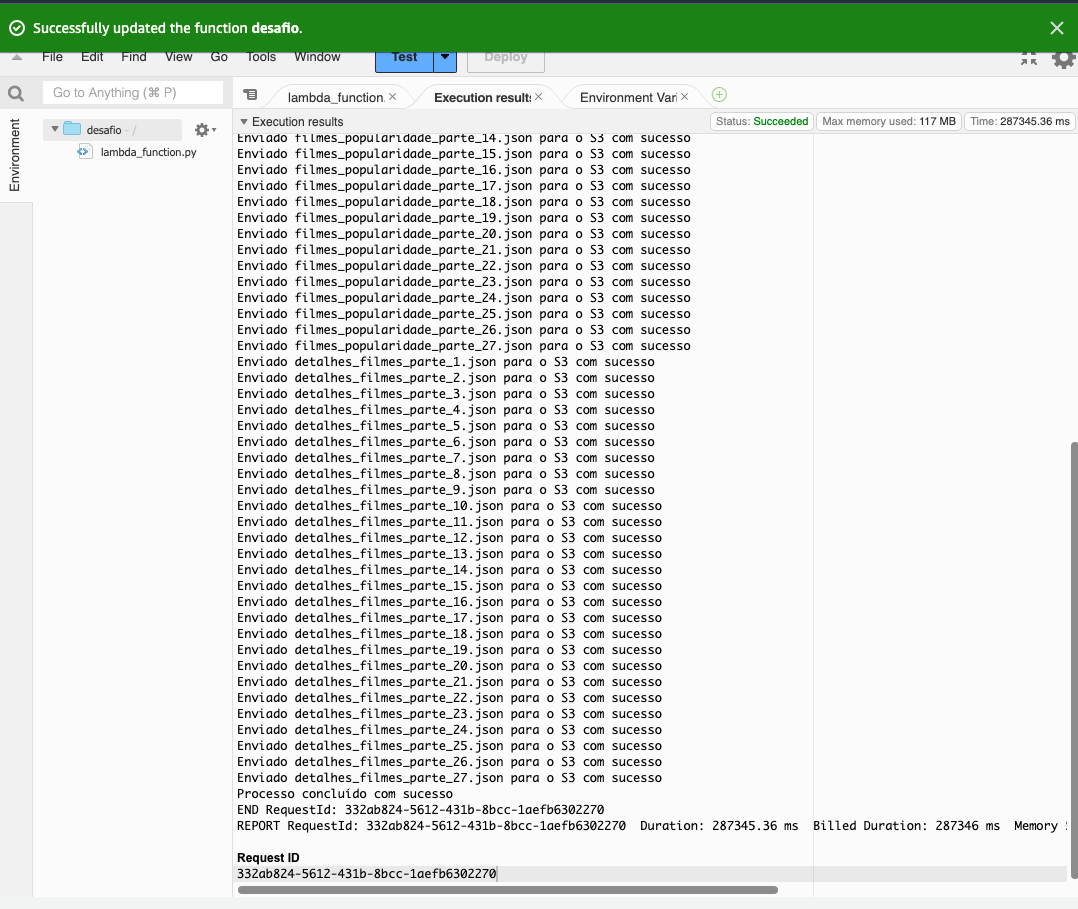 Successfully updated the function desafio.
File Edit Find View Go Tools Window Test Deploy
Go to Anything (⌘ P)
lambda_function. Execution results Environment Vari
Environment
desafio - /
lambda_function.py
Execution results
Status: Succeeded Max memory used: 117 MB Time: 287345.36 ms
Enviado filmes_popularidade_parte_14.json para o S3 com sucesso
Enviado filmes_popularidade_parte_15.json para o S3 com sucesso
Enviado filmes_popularidade_parte_16.json para o S3 com sucesso
Enviado filmes_popularidade_parte_17.json para o S3 com sucesso
Enviado filmes_popularidade_parte_18.json para o S3 com sucesso
Enviado filmes_popularidade_parte_19.json para o S3 com sucesso
Enviado filmes_popularidade_parte_20.json para o S3 com sucesso
Enviado filmes_popularidade_parte_21.json para o S3 com sucesso
Enviado filmes_popularidade_parte_22.json para o S3 com sucesso
Enviado filmes_popularidade_parte_23.json para o S3 com sucesso
Enviado filmes_popularidade_parte_24.json para o S3 com sucesso
Enviado filmes_popularidade_parte_25.json para o S3 com sucesso
Enviado filmes_popularidade_parte_26.json para o S3 com sucesso
Enviado filmes_popularidade_parte_27.json para o S3 com sucesso
Enviado detalhes_filmes_parte_1.json para o S3 com sucesso
Enviado detalhes_filmes_parte_2.json para o S3 com sucesso
Enviado detalhes_filmes_parte_3.json para o S3 com sucesso
Enviado detalhes_filmes_parte_4.json para o S3 com sucesso
Enviado detalhes_filmes_parte_5.json para o S3 com sucesso
Enviado detalhes_filmes_parte_6.json para o S3 com sucesso
Enviado detalhes_filmes_parte_7.json para o S3 com sucesso
Enviado detalhes_filmes_parte_8.json para o S3 com sucesso
Enviado detalhes_filmes_parte_9.json para o S3 com sucesso
Enviado detalhes_filmes_parte_10.json para o S3 com sucesso
Enviado detalhes_filmes_parte_11.json para o S3 com sucesso
Enviado detalhes_filmes_parte_12.json para o S3 com sucesso
Enviado detalhes_filmes_parte_13.json para o S3 com sucesso
Enviado detalhes_filmes_parte_14.json para o S3 com sucesso
Enviado detalhes_filmes_parte_15.json para o S3 com sucesso
Enviado detalhes_filmes_parte_16.json para o S3 com sucesso
Enviado detalhes_filmes_parte_17.json para o S3 com sucesso
Enviado detalhes_filmes_parte_18.json para o S3 com sucesso
Enviado detalhes_filmes_parte_19.json para o S3 com sucesso
Enviado detalhes_filmes_parte_20.json para o S3 com sucesso
Enviado detalhes_filmes_parte_21.json para o S3 com sucesso
Enviado detalhes_filmes_parte_22.json para o S3 com sucesso
Enviado detalhes_filmes_parte_23.json para o S3 com sucesso
Enviado detalhes_filmes_parte_24.json para o S3 com sucesso
Enviado detalhes_filmes_parte_25.json para o S3 com sucesso
Enviado detalhes_filmes_parte_26.json para o S3 com sucesso
Enviado detalhes_filmes_parte_27.json para o S3 com sucesso
Processo concluído com sucesso
END RequestId: 332ab824-5612-431b-8bcc-1aefb6302270
REPORT RequestId: 332ab824-5612-431b-8bcc-1aefb6302270 Duration: 287345.36 ms Billed Duration: 287346 ms Memory
Request ID
332ab824-5612-431b-8bcc-1aefb6302270